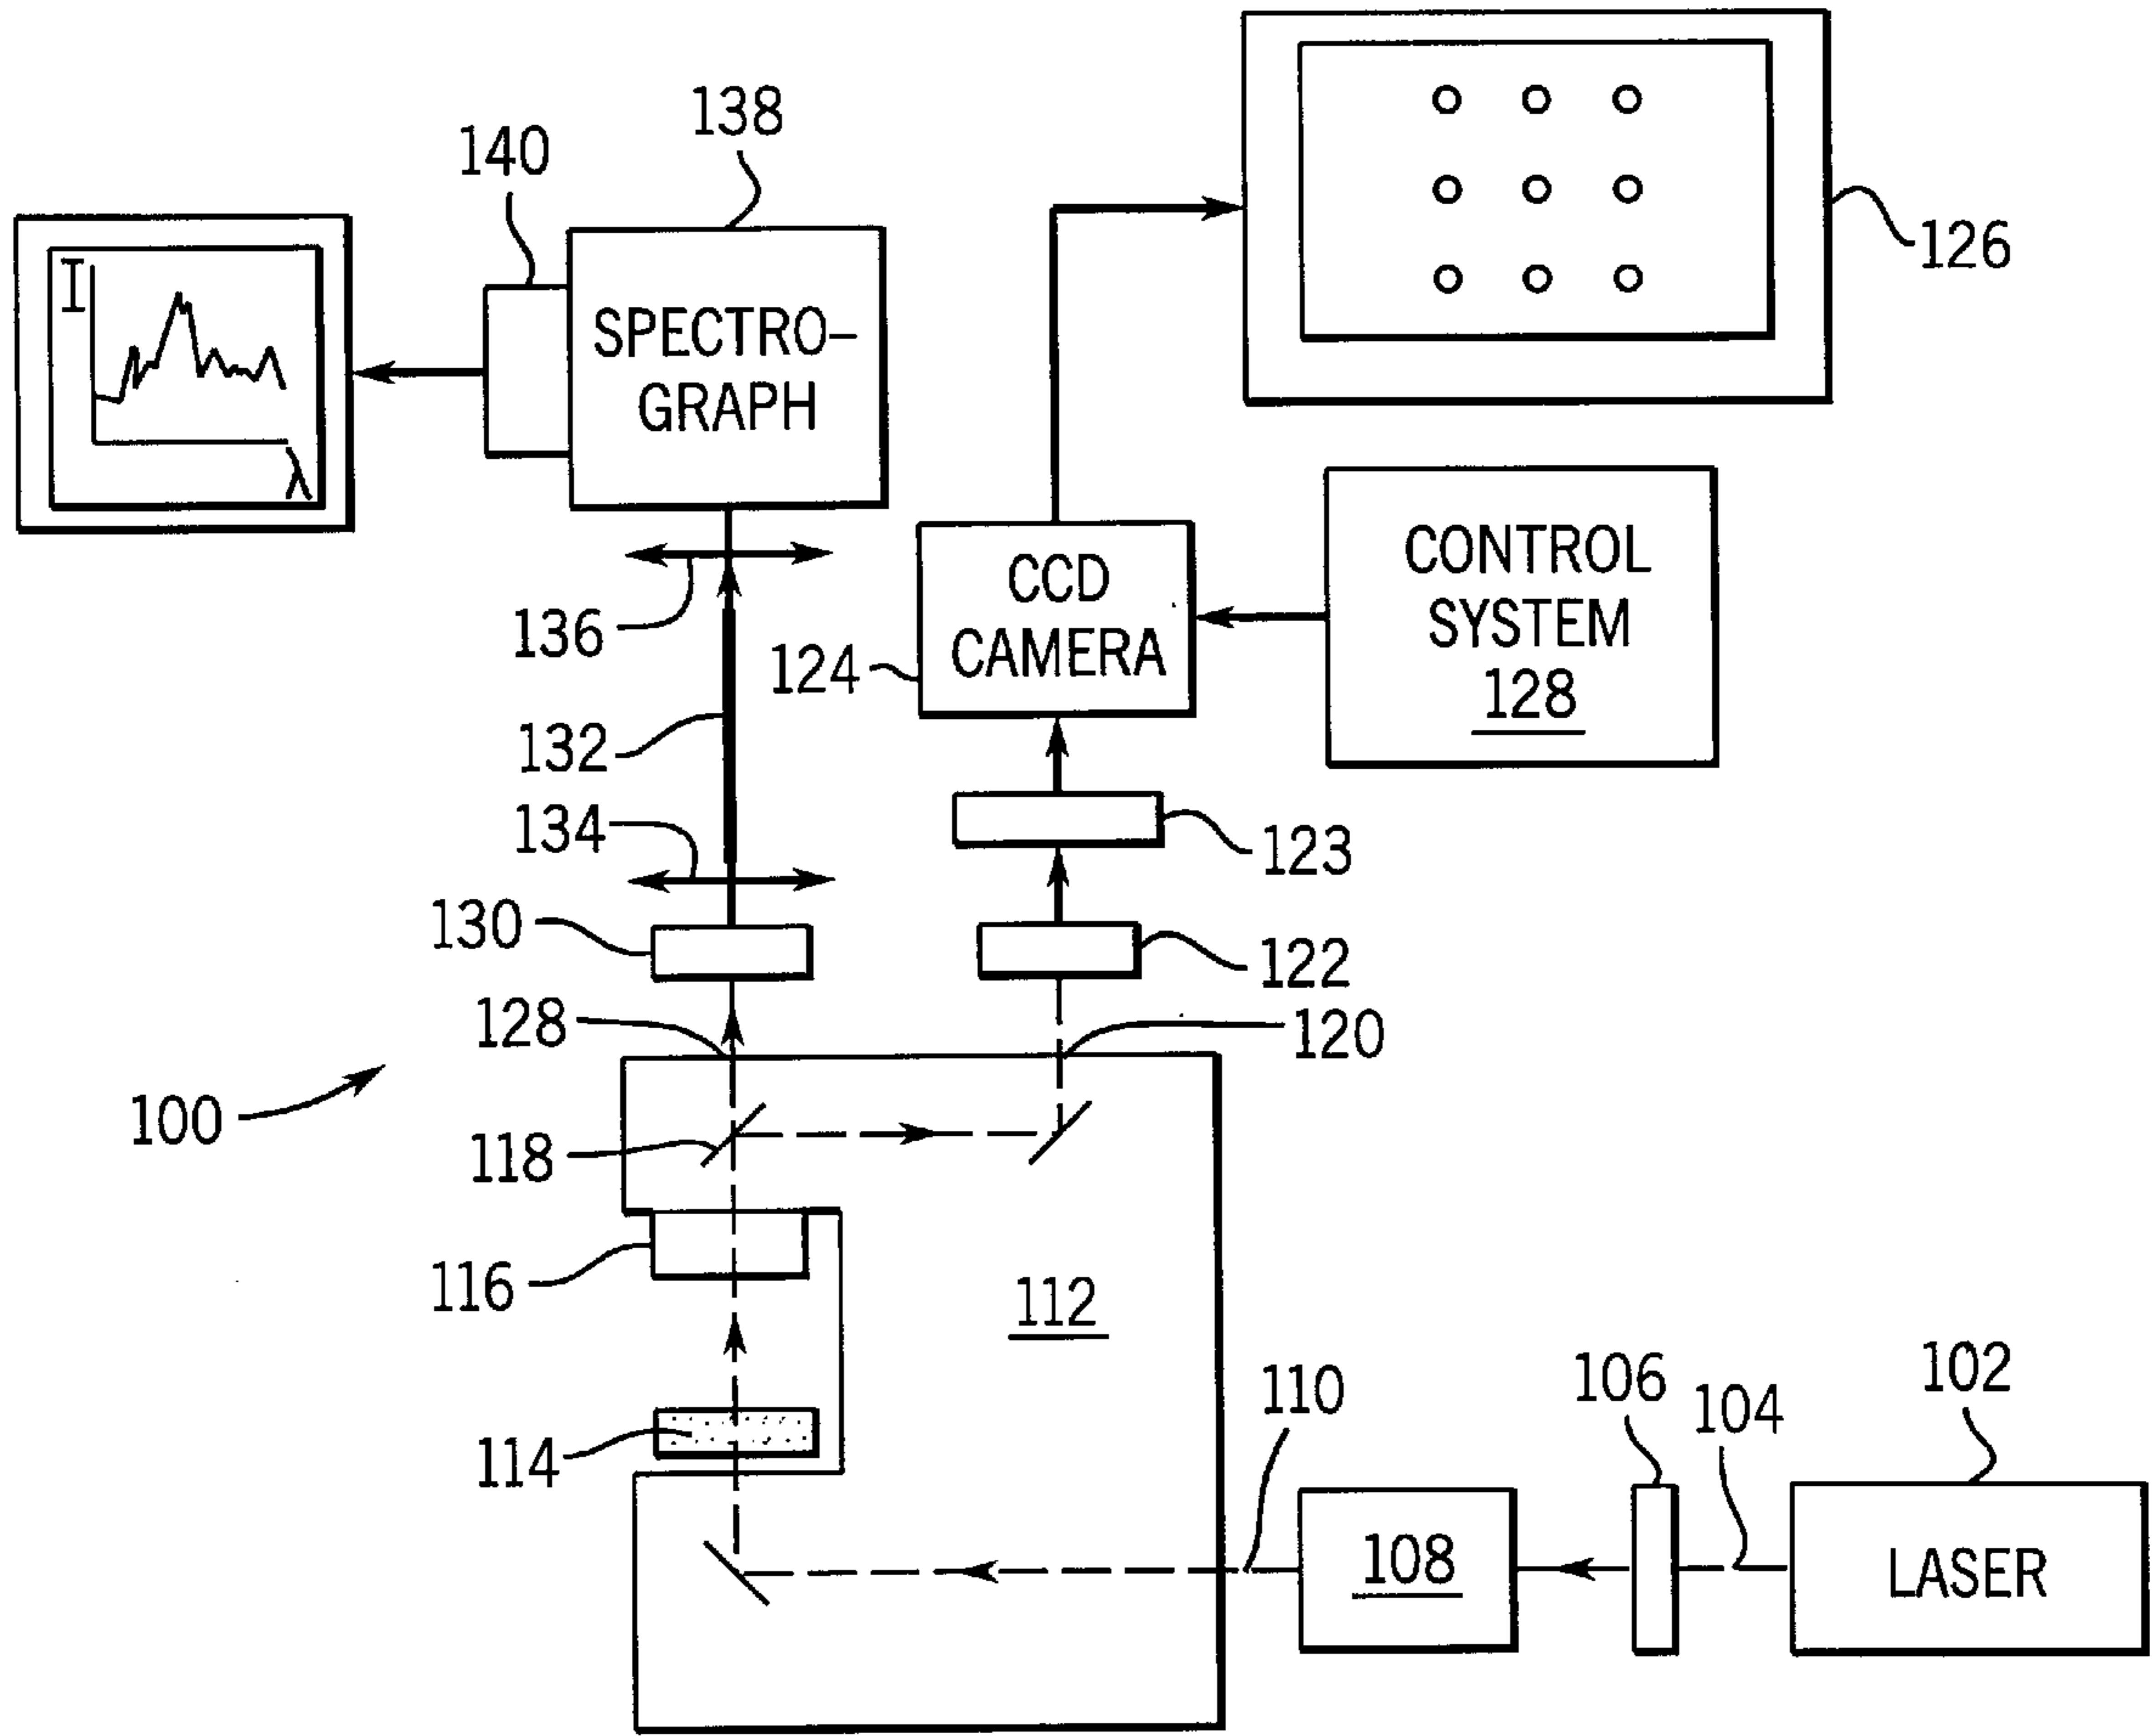 138
140
126
I
SPECTRO-
GRAPH
λ
CONTROL
SYSTEM
128
CCD
CAMERA
136
124
132
134
123
130
122
128
120
100
118
116
112
106
102
110
104
114
108
LASER